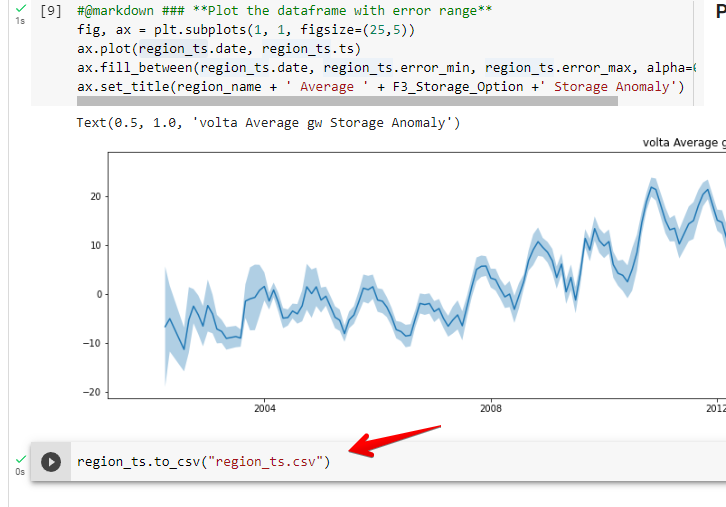 [9]
1s
#@markdown ### **Plot the dataframe with error range**
fig, ax = plt.subplots(1, 1, figsize=(25,5))
ax.plot(region_ts.date, region_ts.ts)
ax.fill_between(region_ts.date, region_ts.error_min, region_ts.error_max, alpha=
ax.set_title(region_name + ' Average ' + F3_Storage_Option +' Storage Anomaly')
P
Text(0.5, 1.0, 'volta Average gw Storage Anomaly')
volta Average g
20
10
0
−10
−20
2004
2008
2012
0s
region_ts.to_csv("region_ts.csv")